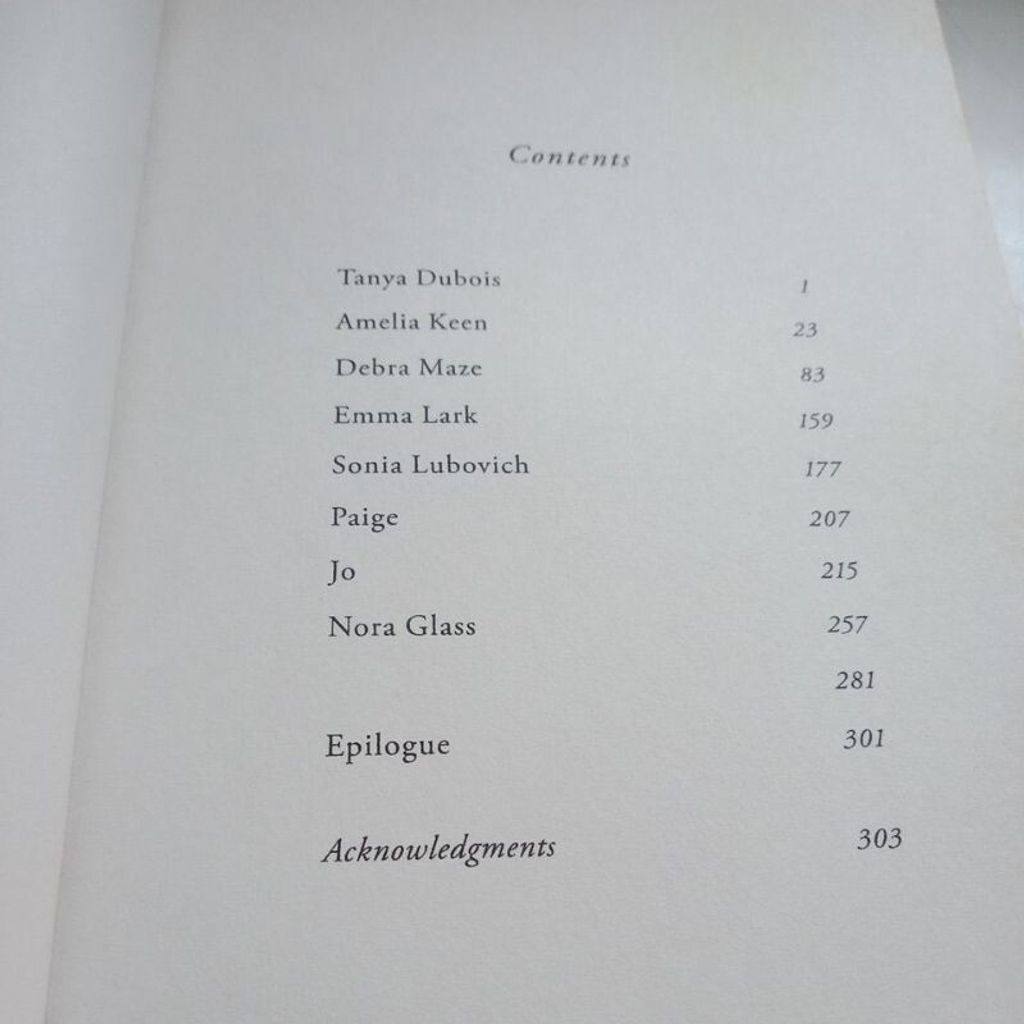 Contents
Tanya Dubois 1
Amelia Keen 23
Debra Maze 83
Emma Lark 159
Sonia Lubovich 177
Paige 207
Jo 215
Nora Glass 257
281
Epilogue 301
Acknowledgments 303